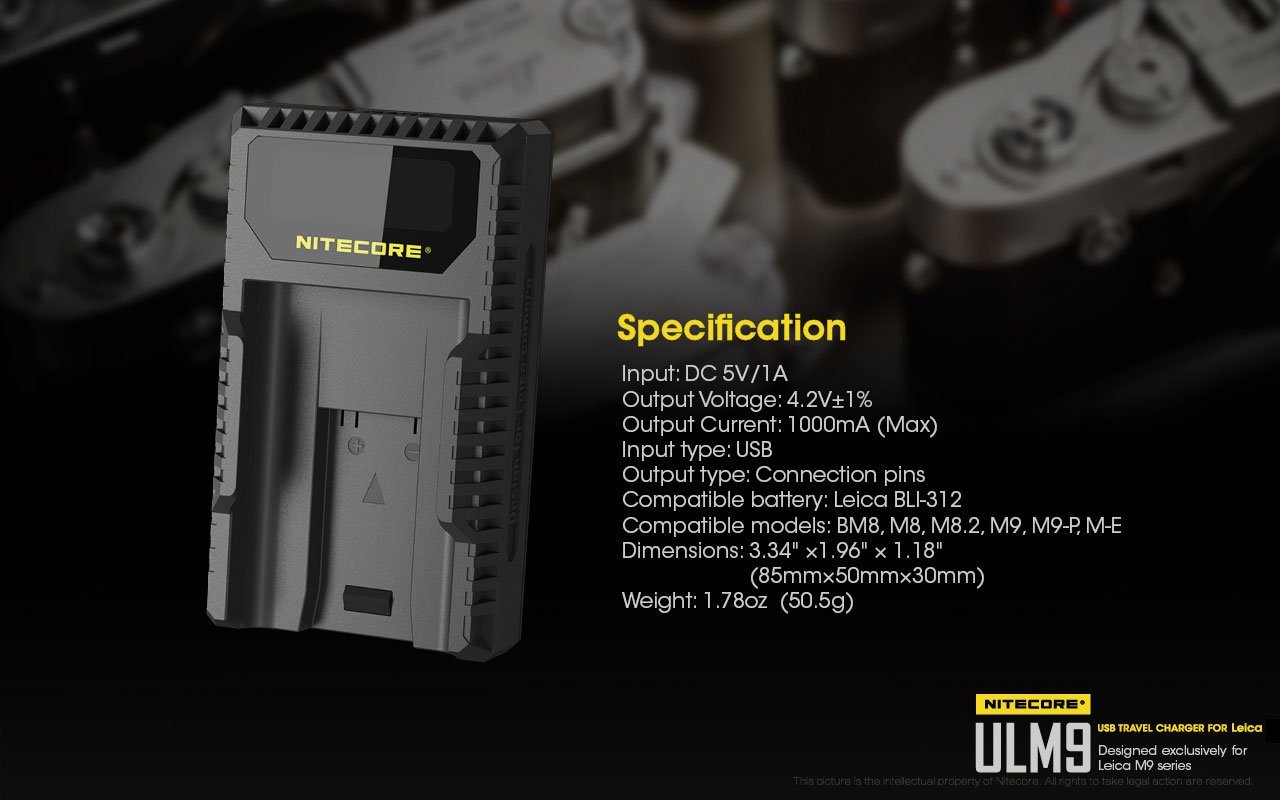 NITECORE®
Specification
Input: DC 5V/1A
Output Voltage: 4.2V±1%
Output Current: 1000mA (Max)
Input type: USB
Output type: Connection pins
Compatible battery: Leica BLI-312
Compatible models: BM8, M8, M8.2, M9, M9-P, M-E
Dimensions: 3.34" ×1.96" × 1.18"
(85mm×50mm×30mm)
Weight: 1.78oz (50.5g)
NITECORE®
ULM9
USB TRAVEL CHARGER FOR Leica
Designed exclusively for
Leica M9 series
This picture is the intellectual property of Nitecore. All rights to take legal action are reserved.